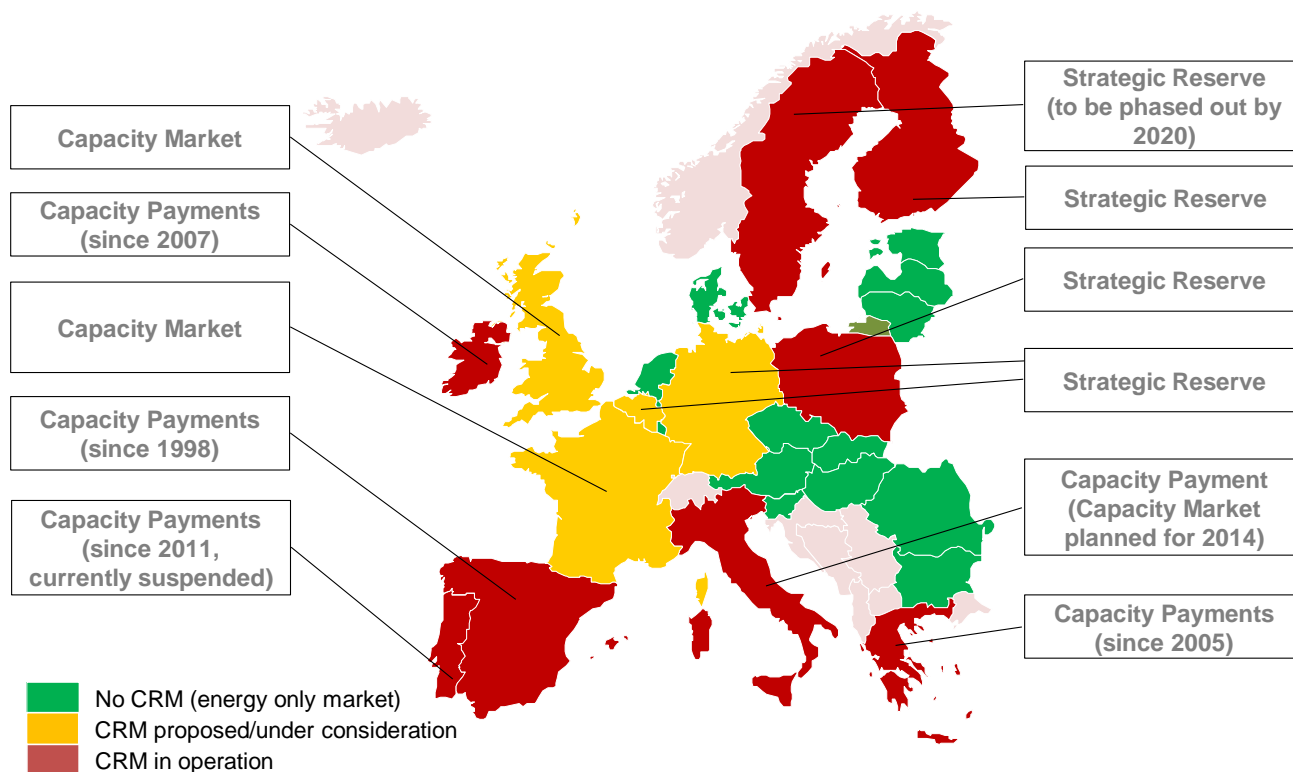 Capacity Market
Capacity Payments
(since 2007)
Capacity Market
Capacity Payments
(since 1998)
Capacity Payments
(since 2011,
currently suspended)
Strategic Reserve
(to be phased out by
2020)
Strategic Reserve
Strategic Reserve
Strategic Reserve
Capacity Payment
(Capacity Market
planned for 2014)
Capacity Payments
(since 2005)
No CRM (energy only market)
CRM proposed/under consideration
CRM in operation